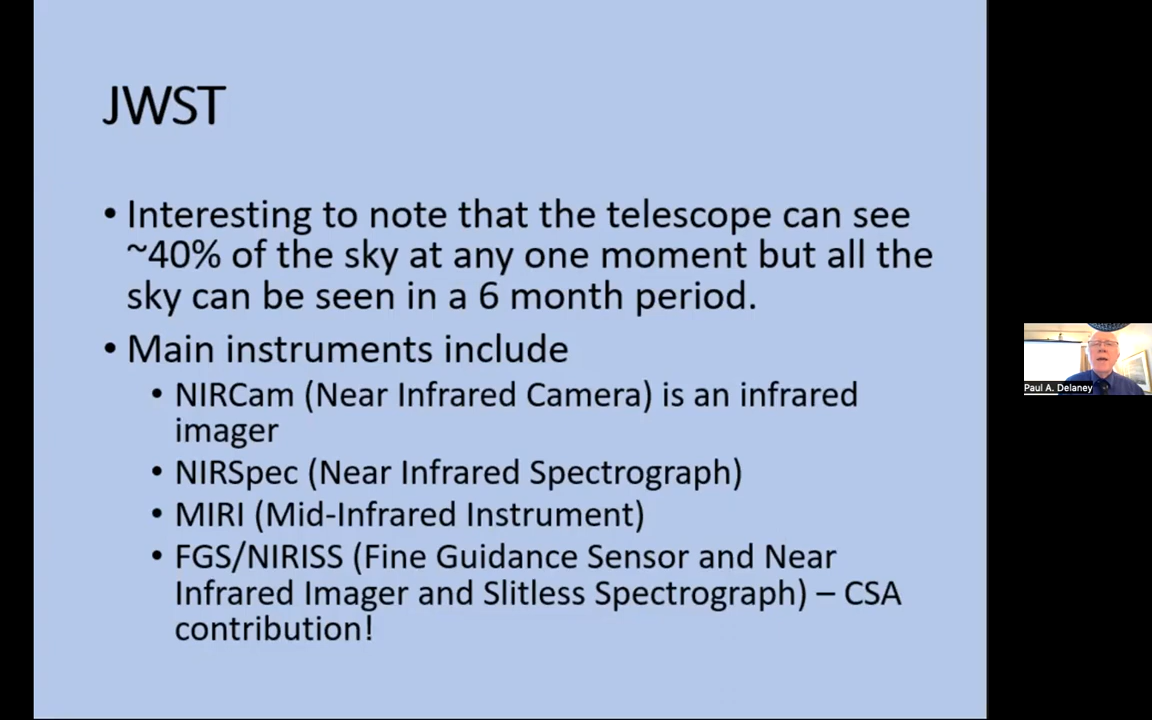 JWST
• Interesting to note that the telescope can see
~40% of the sky at any one moment but all the
sky can be seen in a 6 month period.
• Main instruments include
• NIRCam (Near Infrared Camera) is an infrared
imager
• NIRSpec (Near Infrared Spectrograph)
• MIRI (Mid-Infrared Instrument)
• FGS/NIRISS (Fine Guidance Sensor and Near
Infrared Imager and Slitless Spectrograph) – CSA
contribution!
Paul A. Delaney